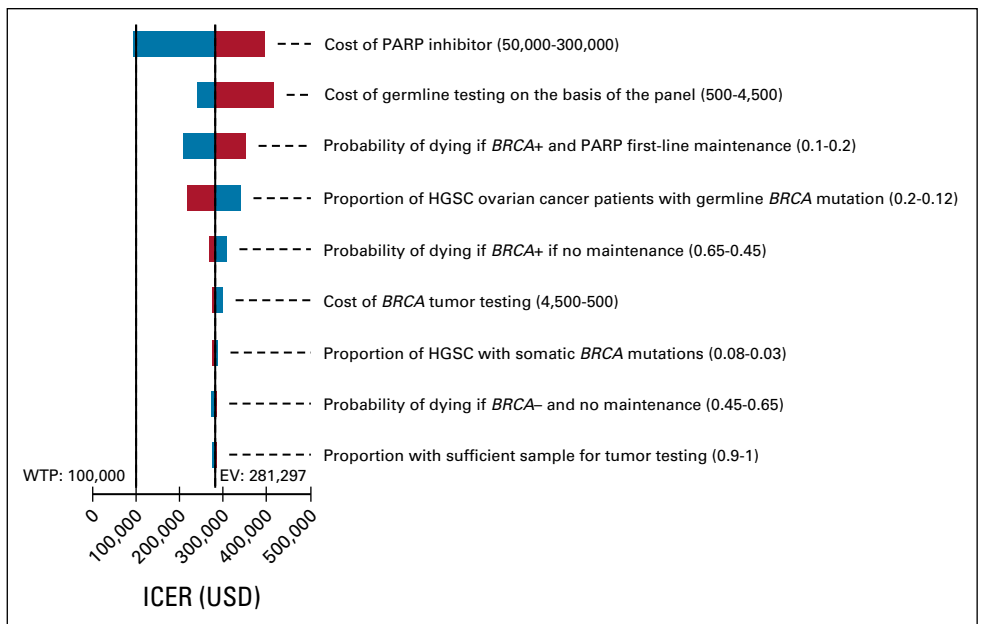 Cost of PARP inhibitor (50,000-300,000)
Cost of germline testing on the basis of the panel (500-4,500)
Probability of dying if BRCA+ and PARP first-line maintenance (0.1-0.2)
Proportion of HGSC ovarian cancer patients with germline BRCA mutation (0.2-0.12)
Probability of dying if BRCA+ if no maintenance (0.65-0.45)
Cost of BRCA tumor testing (4,500-500)
Proportion of HGSC with somatic BRCA mutations (0.08-0.03)
Probability of dying if BRCA– and no maintenance (0.45-0.65)
Proportion with sufficient sample for tumor testing (0.9-1)
WTP: 100,000
EV: 281,297
0
100,000
200,000
300,000
400,000
500,000
ICER (USD)